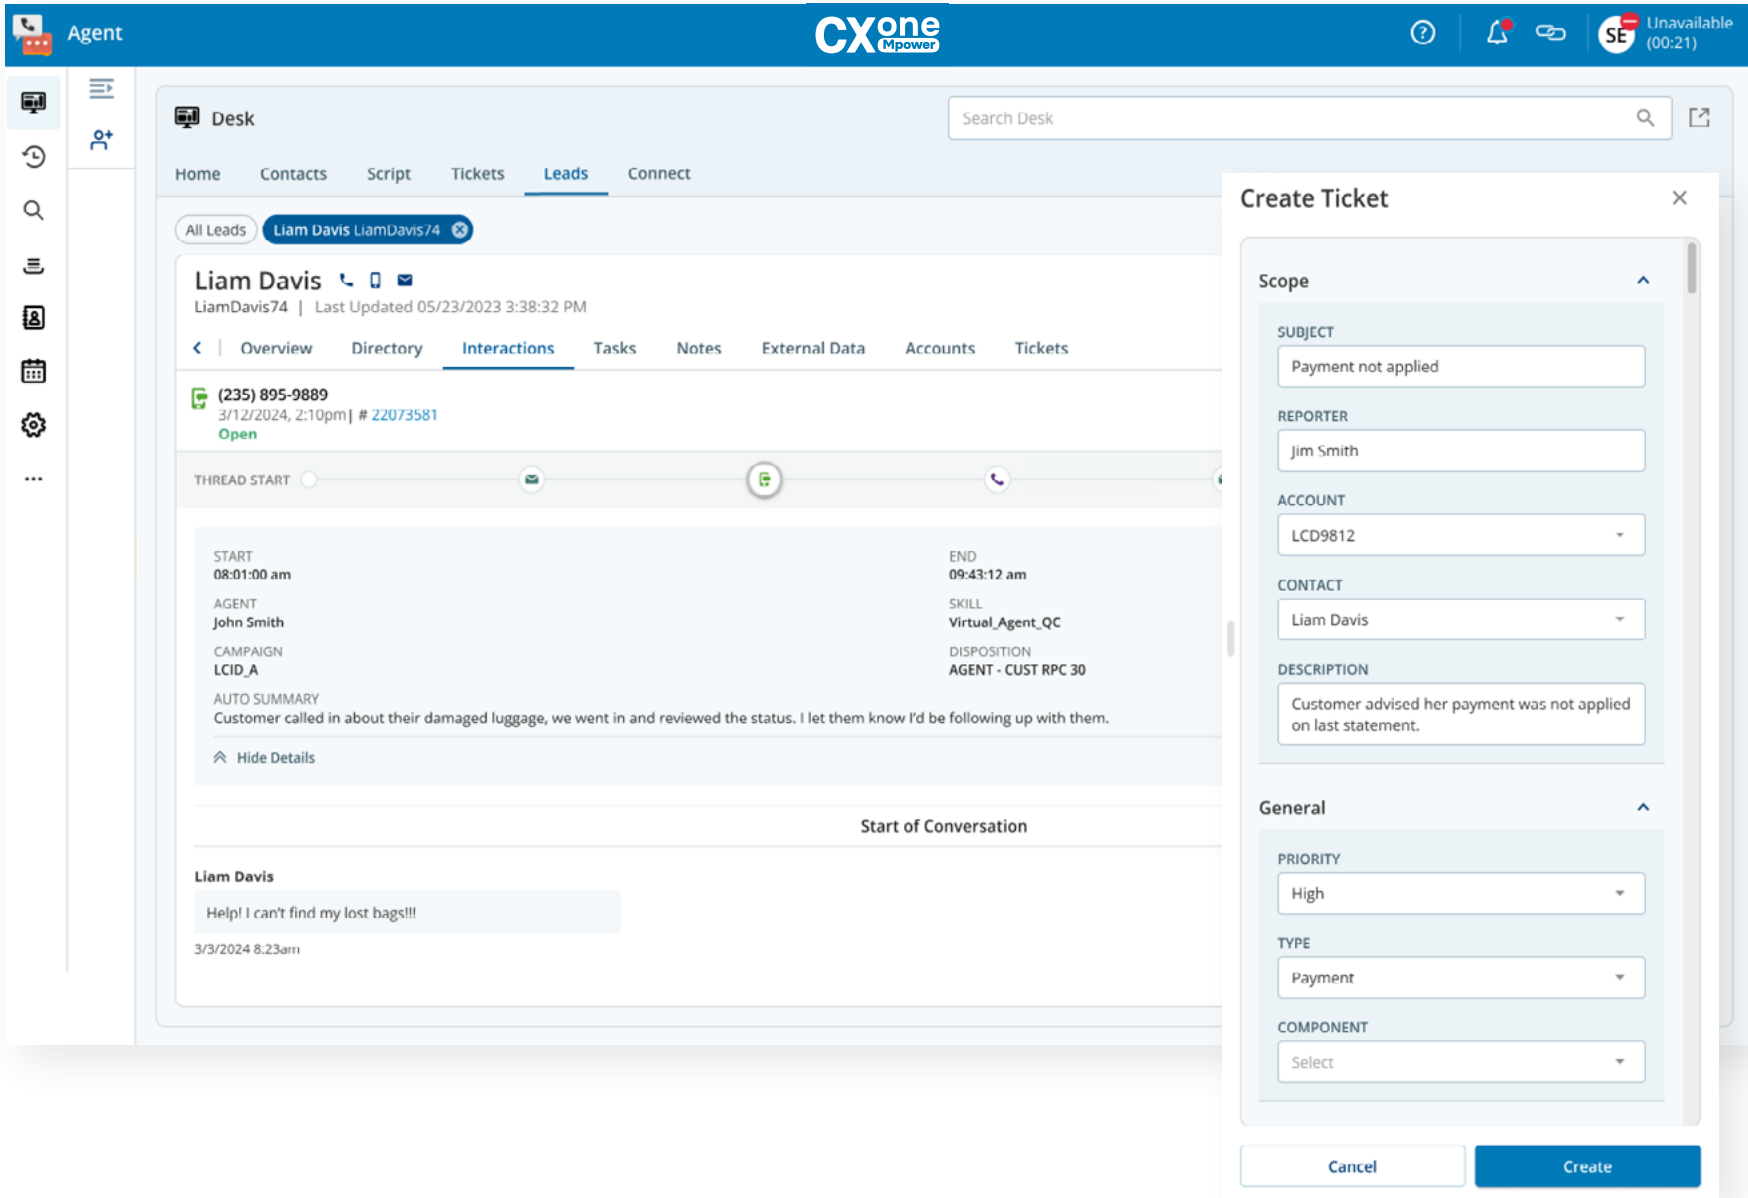 Agent
CXone
Mpower
SE
Unavailable
(00:21)
Desk
Search Desk
Home Contacts Script Tickets Leads Connect
All Leads
Liam Davis LiamDavis74
Liam Davis
LiamDavis74 | Last Updated 05/23/2023 3:38:32 PM
Overview Directory Interactions Tasks Notes External Data Accounts Tickets
(235) 895-9889
3/12/2024, 2:10pm| # 22073581
Open
THREAD START
START
08:01:00 am
END
09:43:12 am
AGENT
John Smith
SKILL
Virtual_Agent_QC
CAMPAIGN
LCID_A
DISPOSITION
AGENT - CUST RPC 30
AUTO SUMMARY
Customer called in about their damaged luggage, we went in and reviewed the status. I let them know I'd be following up with them.
Hide Details
Start of Conversation
Liam Davis
Help! I can't find my lost bags!!!
3/3/2024 8:23am
Create Ticket
Scope
SUBJECT
Payment not applied
REPORTER
Jim Smith
ACCOUNT
LCD9812
CONTACT
Liam Davis
DESCRIPTION
Customer advised her payment was not applied
on last statement.
General
PRIORITY
High
TYPE
Payment
COMPONENT
Select
Cancel Create